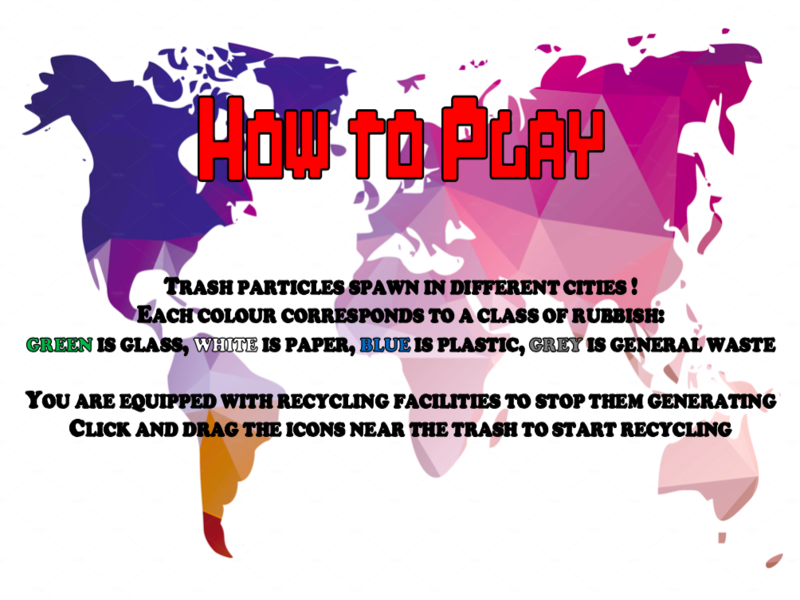 How to Play
Trash particles spawn in different cities !
Each colour corresponds to a class of rubbish:
green is glass, white is paper, blue is plastic, grey is general waste
You are equipped with recycling facilities to stop them generating
Click and drag the icons near the trash to start recycling